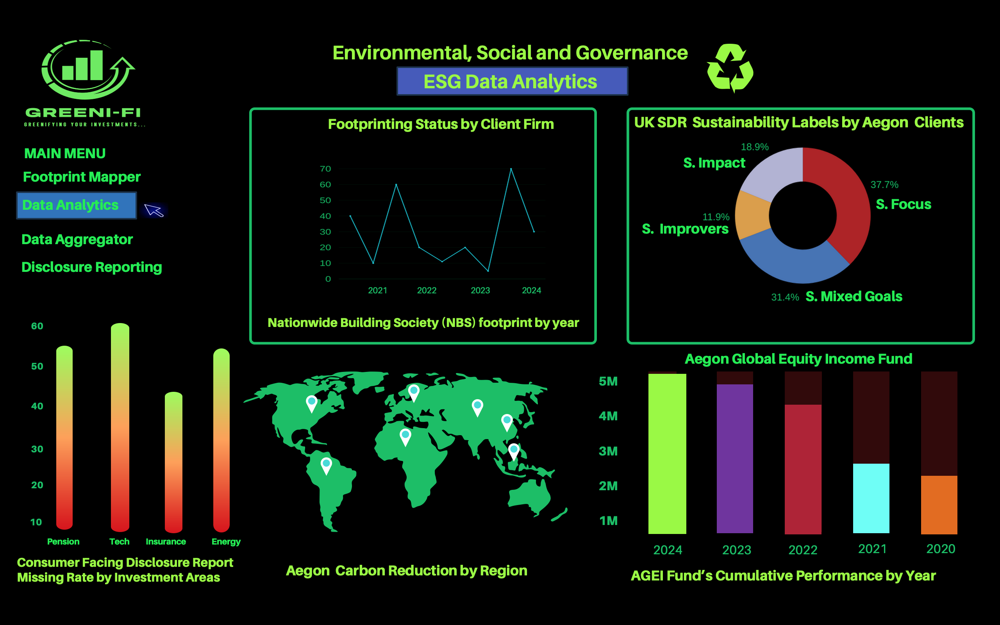 GREENI-FI
GREENIFYING YOUR INVESTMENTS...
Environmental, Social and Governance
ESG Data Analytics
MAIN MENU
Footprint Mapper
Data Analytics
Data Aggregator
Disclosure Reporting
Footprinting Status by Client Firm
70
60
50
40
30
20
10
0
2021 2022 2023 2024
Nationwide Building Society (NBS) footprint by year
UK SDR Sustainability Labels by Aegon Clients
18.9%
S. Impact
37.7%
S. Focus
11.9%
S. Improvers
31.4% S. Mixed Goals
60
50
40
30
20
10
Pension Tech Insurance Energy
Consumer Facing Disclosure Report
Missing Rate by Investment Areas
Aegon Carbon Reduction by Region
Aegon Global Equity Income Fund
5M
4M
3M
2M
1M
2024 2023 2022 2021 2020
AGEI Fund’s Cumulative Performance by Year